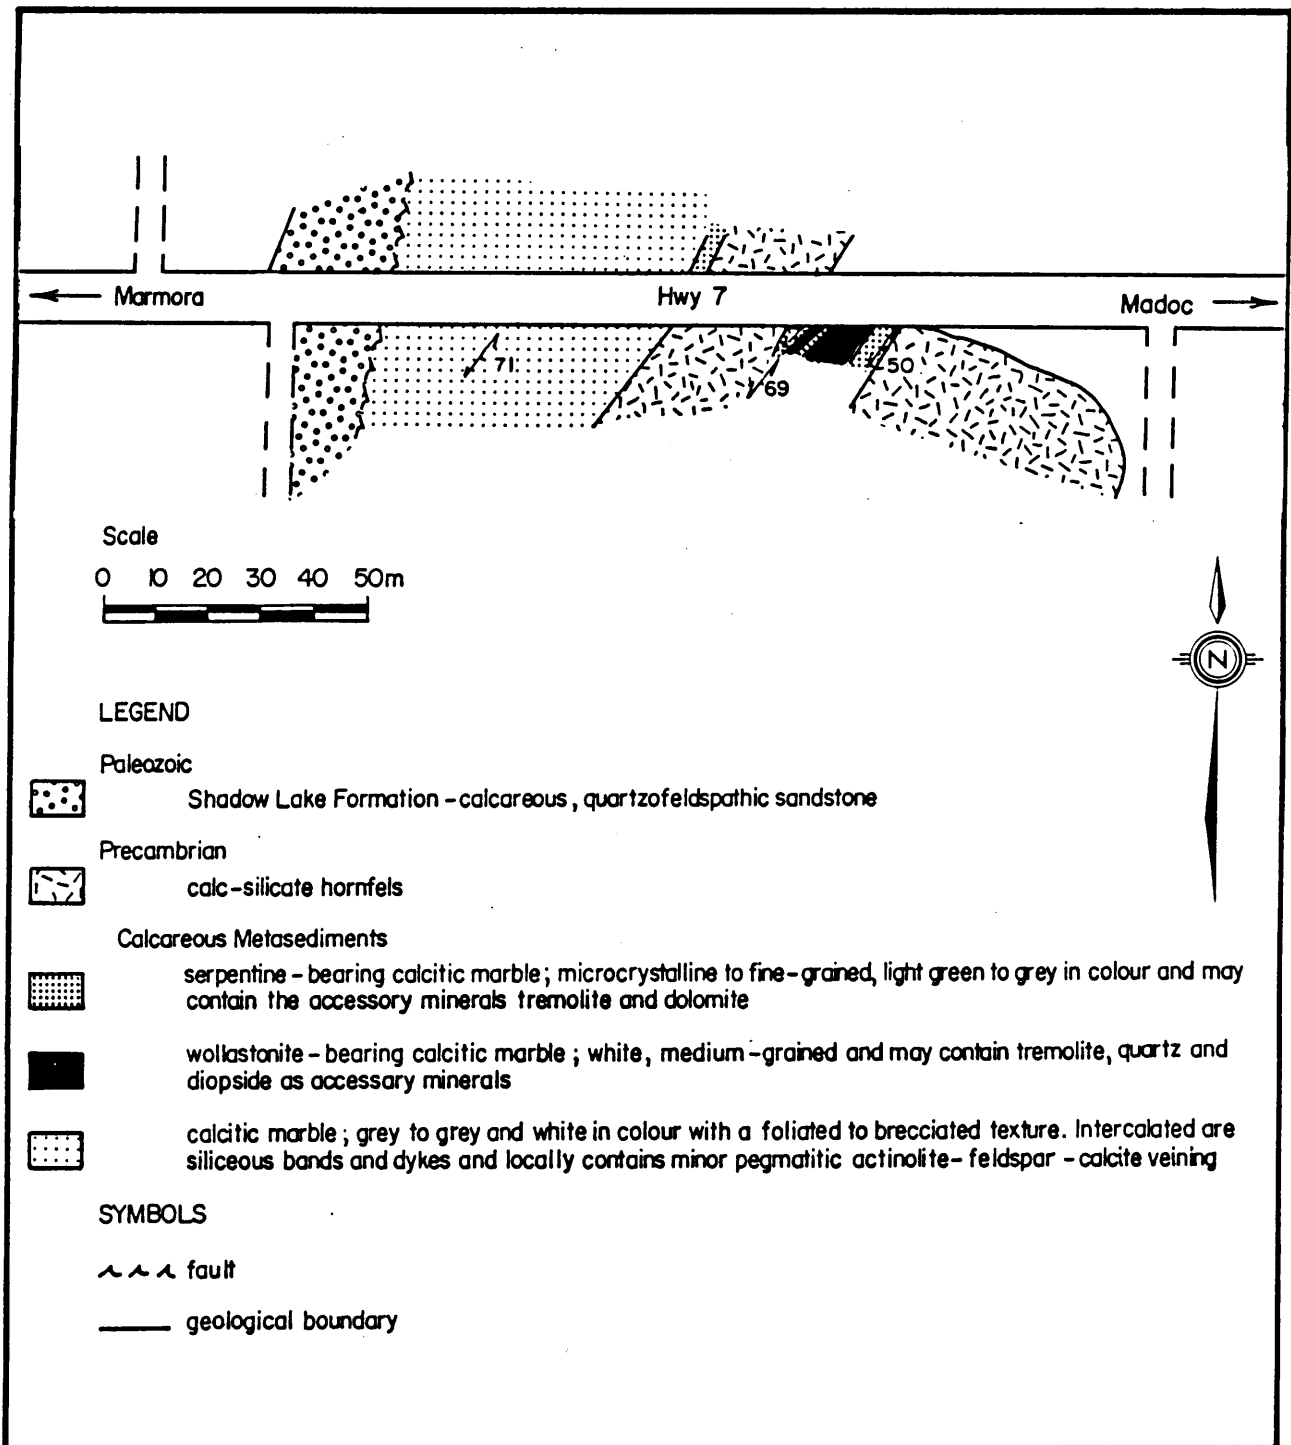 Marmora
Hwy 7
Madoc
71
69
50
Scale
0 10 20 30 40 50m
N
LEGEND
Paleozoic
Shadow Lake Formation - calcareous, quartzofeldspathic sandstone
Precambrian
calc-silicate hornfels
Calcareous Metasediments
serpentine - bearing calcitic marble; microcrystalline to fine-grained, light green to grey in colour and may
contain the accessory minerals tremolite and dolomite
wollastonite - bearing calcitic marble; white, medium-grained and may contain tremolite, quartz and
diopside as accessary minerals
calcitic marble; grey to grey and white in colour with a foliated to brecciated texture. Intercalated are
siliceous bands and dykes and locally contains minor pegmatitic actinolite- feldspar - calcite veining
SYMBOLS
fault
geological boundary